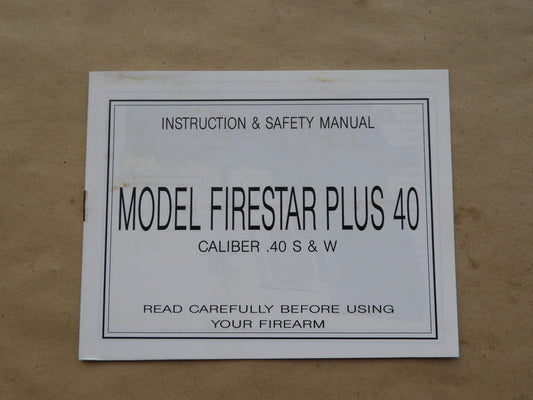 INSTRUCTION & SAFETY MANUAL
MODEL FIRESTAR PLUS 40
CALIBER .40 S & W
READ CAREFULLY BEFORE USING
YOUR FIREARM